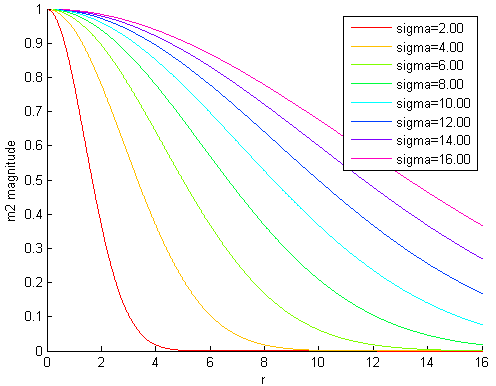 1
0.9
0.8
0.7
0.6
0.5
0.4
0.3
0.2
0.1
0
m2 magnitude
sigma=2.00
sigma=4.00
sigma=6.00
sigma=8.00
sigma=10.00
sigma=12.00
sigma=14.00
sigma=16.00
0 2 4 6 8 10 12 14 16
r